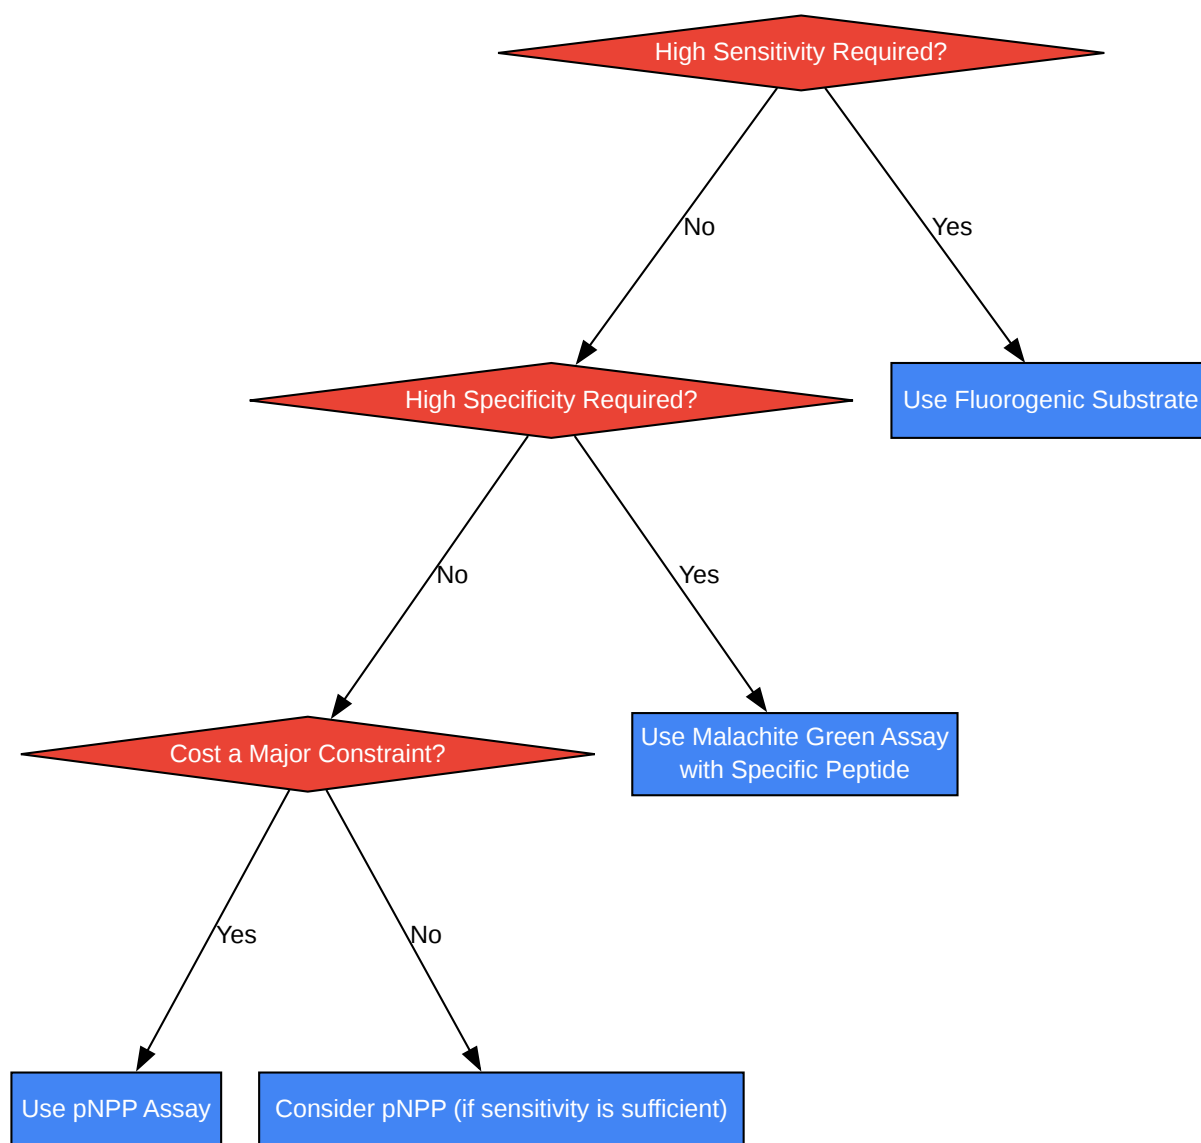 High Sensitivity Required?
No
Yes
High Specificity Required?
Use Fluorogenic Substrate
No
Yes
Cost a Major Constraint?
Use Malachite Green Assay
with Specific Peptide
Yes
No
Use pNPP Assay
Consider pNPP (if sensitivity is sufficient)